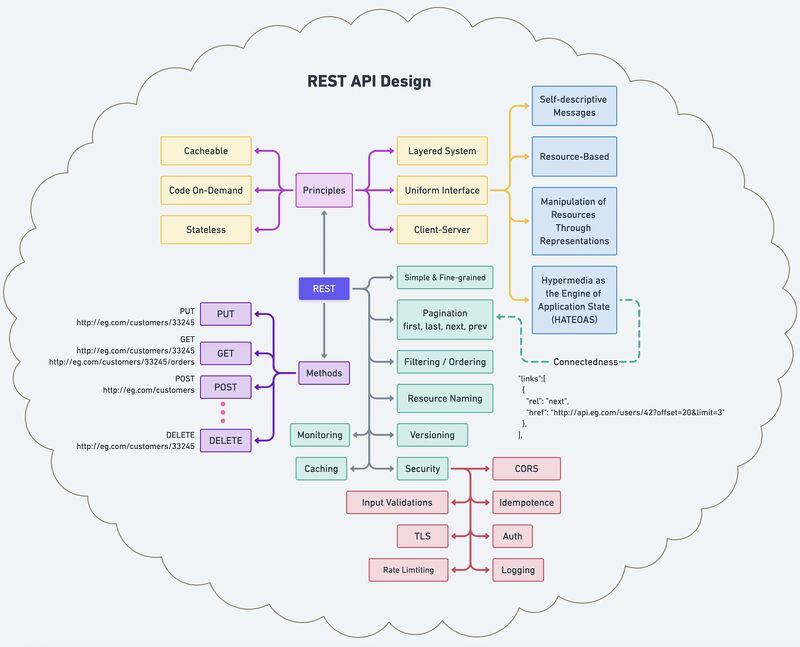 REST API Design
Cacheable
Code On-Demand
Stateless
Principles
Layered System
Uniform Interface
Client-Server
Self-descriptive
Messages
Resource-Based
Manipulation of
Resources
Through
Representations
Hypermedia as
the Engine of
Application State
(HATEOAS)
REST
Simple & Fine-grained
Pagination
first, last, next, prev
Filtering / Ordering
Resource Naming
Versioning
Security
Monitoring
Caching
Connectedness
"links":[
{
"rel": "next",
"href": "http://api.eg.com/users/42?offset=20&limit=3"
},
],
Methods
PUT
http://eg.com/customers/33245
PUT
GET
http://eg.com/customers/33245
http://eg.com/customers/33245/orders
GET
POST
http://eg.com/customers
POST
DELETE
http://eg.com/customers/33245
DELETE
CORS
Input Validations
Idempotence
TLS
Auth
Rate Limtiting
Logging